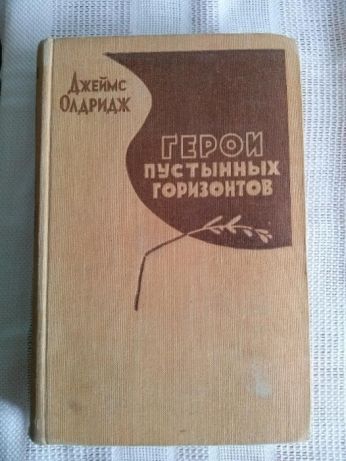 Джеймс
Олдридж
ГЕРОИ
ПУСТЫННЫХ
ГОРИЗОНТОВ